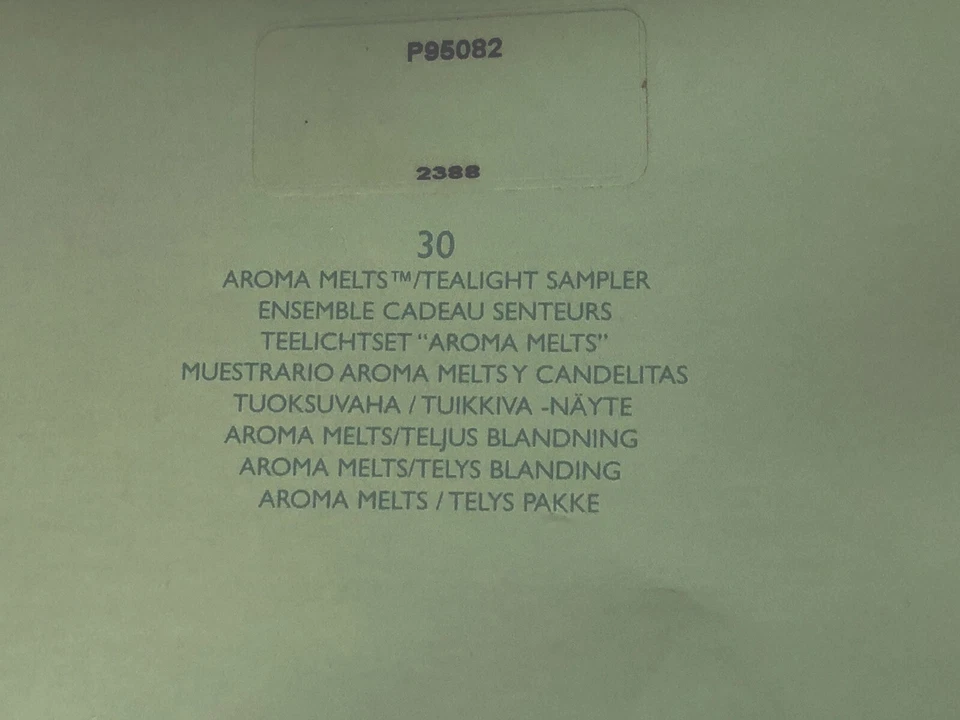 P95082
2388
30
AROMA MELTS™/TEALIGHT SAMPLER
ENSEMBLE CADEAU SENTEURS
TEELICHTSET “AROMA MELTS”
MUESTRARIO AROMA MELTS Y CANDELITAS
TUOKSUVAHA / TUIKKIVA -NÄYTE
AROMA MELTS/TELJUS BLANDNING
AROMA MELTS/TELYS BLANDING
AROMA MELTS / TELYS PAKKE